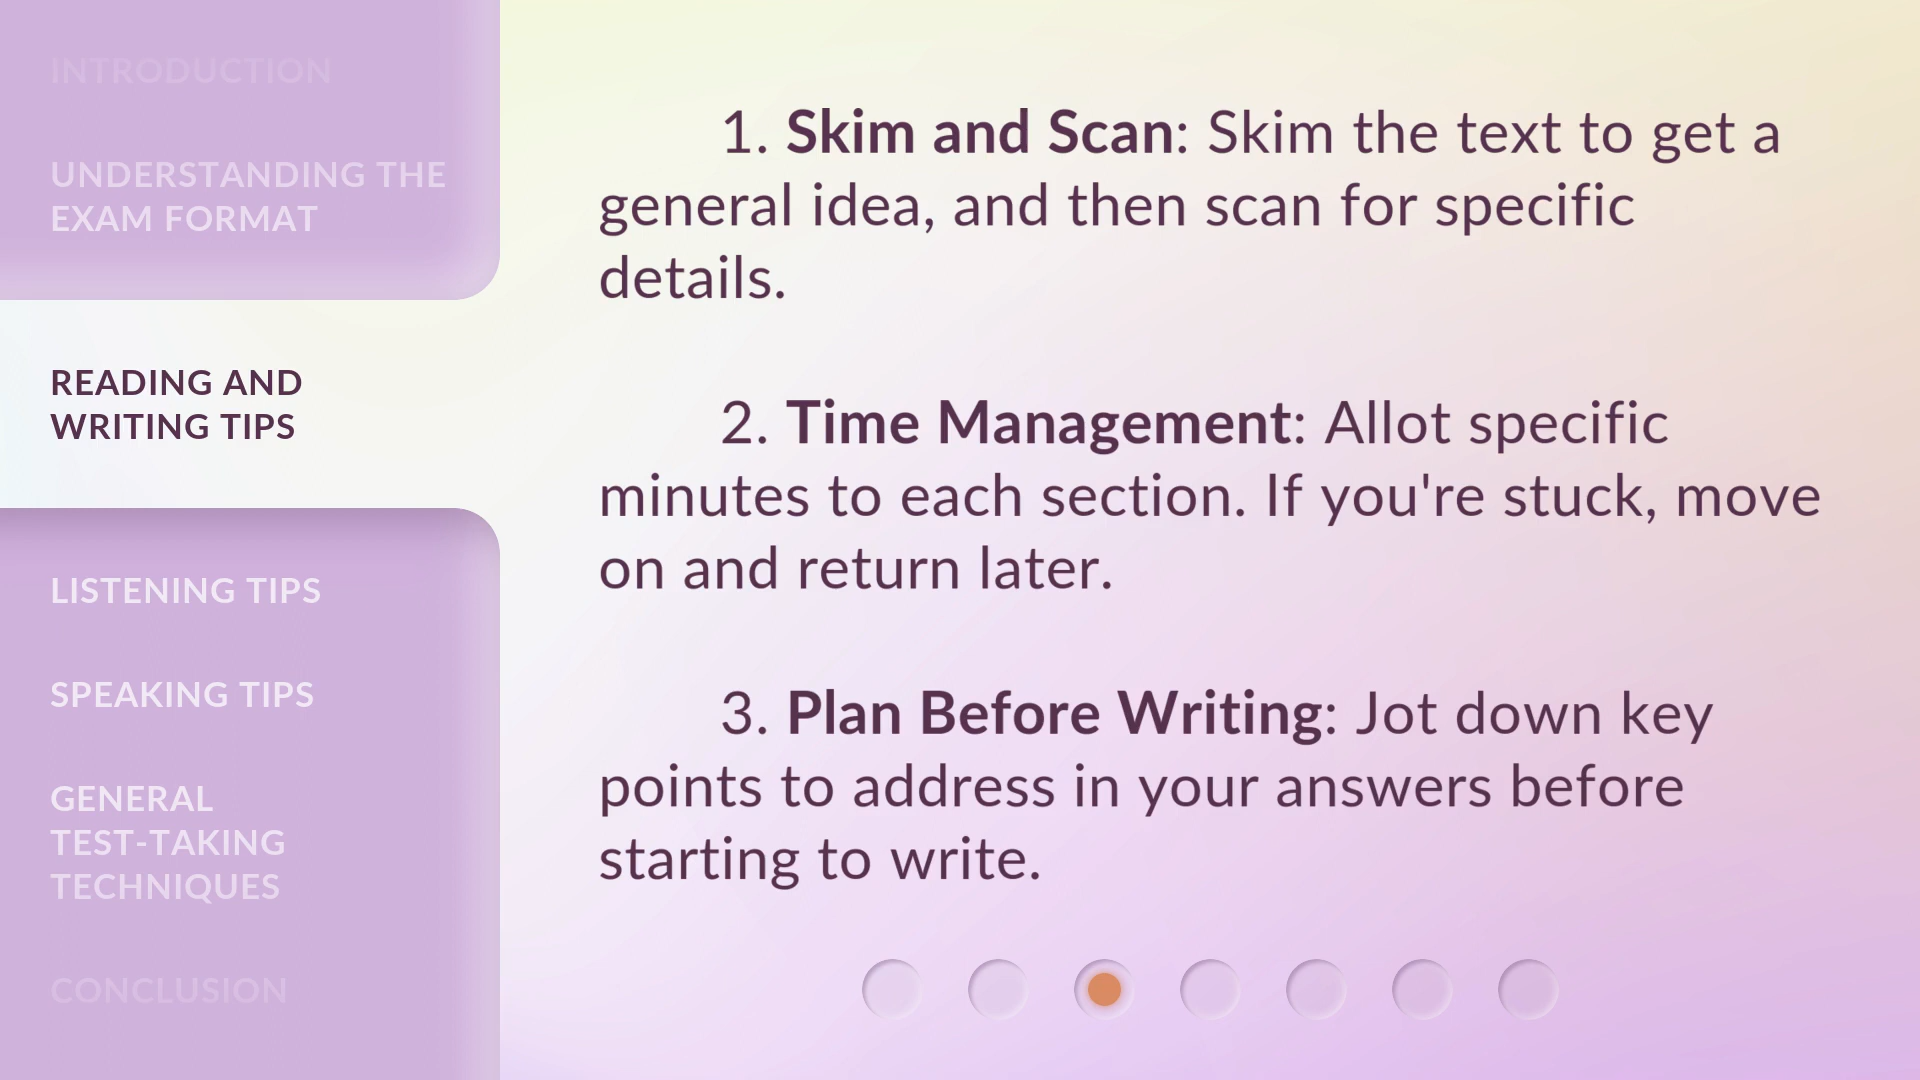 INTRODUCTION
UNDERSTANDING THE
EXAM FORMAT
READING AND
WRITING TIPS
LISTENING TIPS
SPEAKING TIPS
GENERAL
TEST-TAKING
TECHNIQUES
CONCLUSION
1. Skim and Scan: Skim the text to get a
general idea, and then scan for specific
details.
2. Time Management: Allot specific
minutes to each section. If you're stuck, move
on and return later.
3. Plan Before Writing: Jot down key
points to address in your answers before
starting to write.